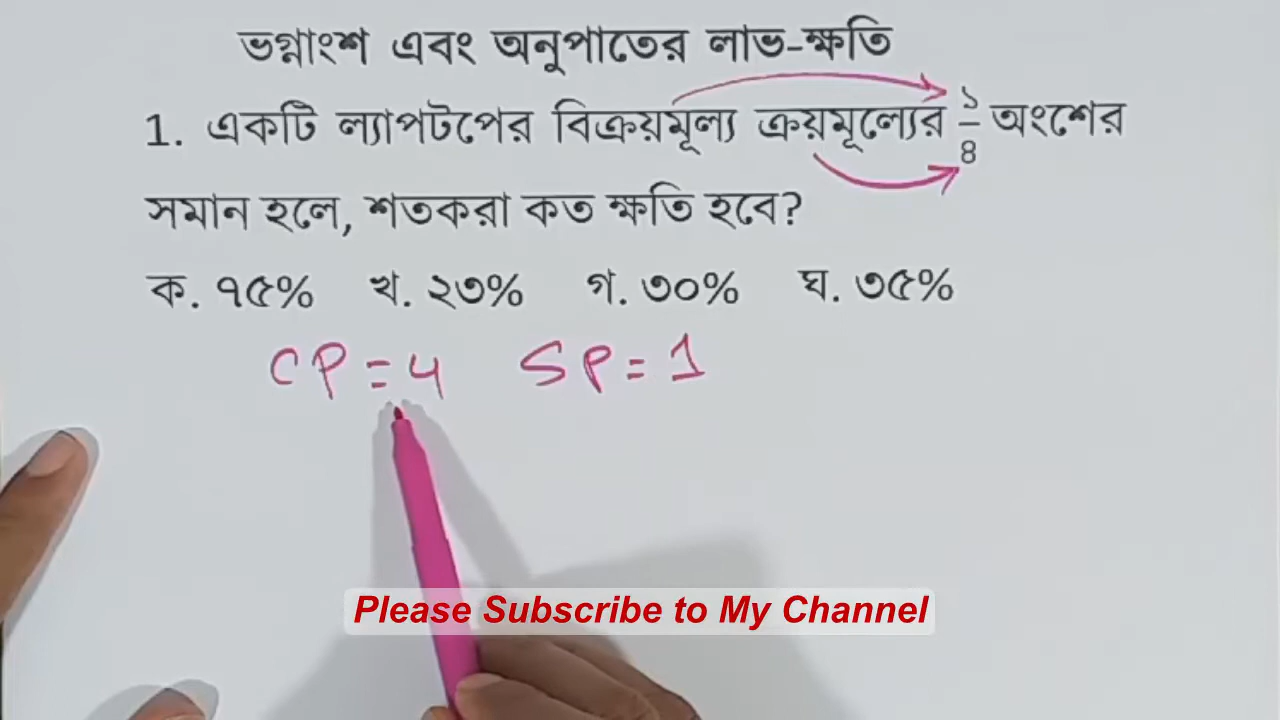 ভগ্নাংশ এবং অনুপাতের লাভ-ক্ষতি
1. একটি ল্যাপটপের বিক্রয়মূল্য ক্রয়মূল্যের ১/৪ অংশের
সমান হলে, শতকরা কত ক্ষতি হবে?
ক. ৭৫% খ. ২৩% গ. ৩০% ঘ. ৩৫%
CP = 4 SP = 1
Please Subscribe to My Channel